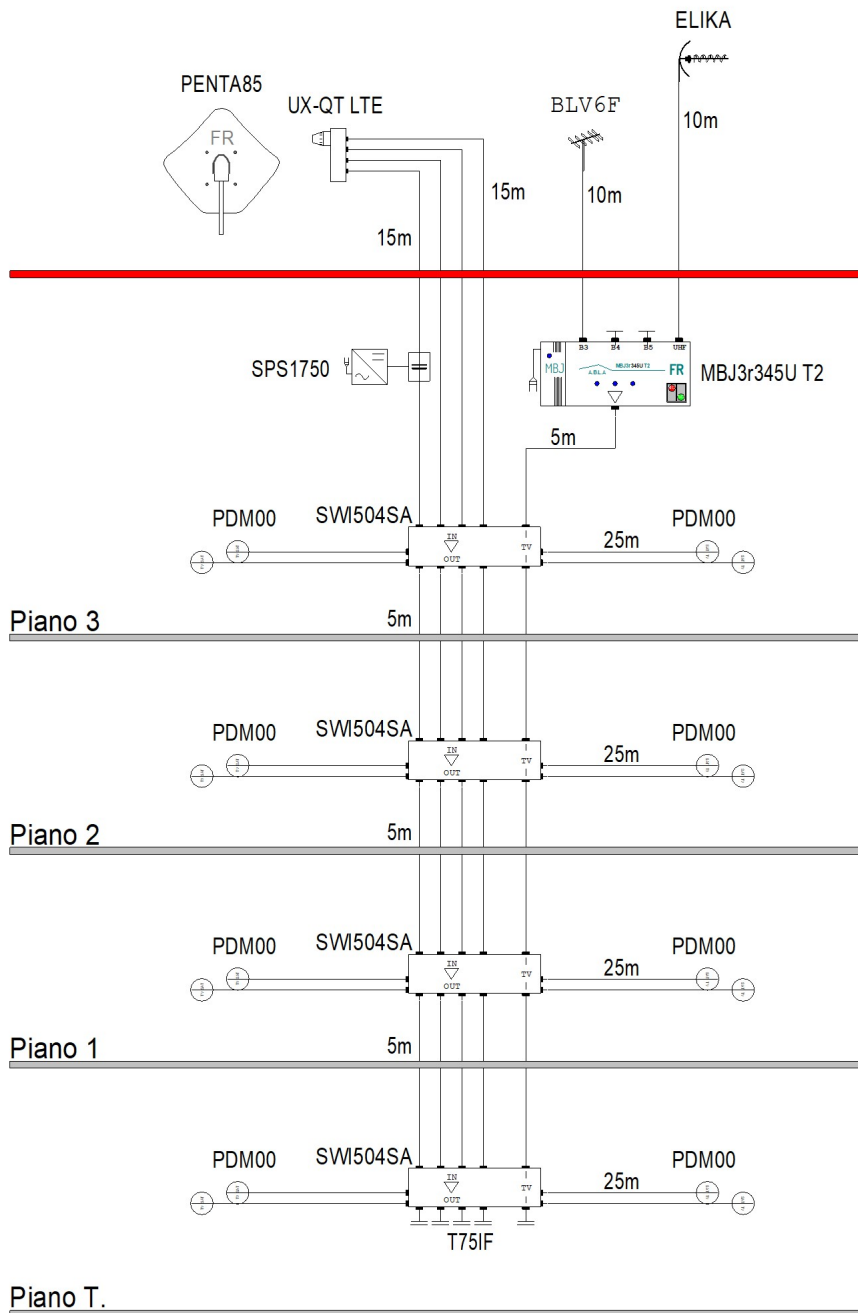 ELIKA
PENTA85
UX-QT LTE
BLV6F
FR
10m
15m
10m
15m
SPS1750
B3
B4
B5
UHF
MBJ
MBJ3r345U T2
FR
MBJ3r345U T2
5m
PDM00
SWI504SA
PDM00
IN
OUT
TV
25m
Piano 3
5m
PDM00
SWI504SA
PDM00
IN
OUT
TV
25m
Piano 2
5m
PDM00
SWI504SA
PDM00
IN
OUT
TV
25m
Piano 1
5m
PDM00
SWI504SA
PDM00
IN
OUT
TV
25m
T75IF
Piano T.